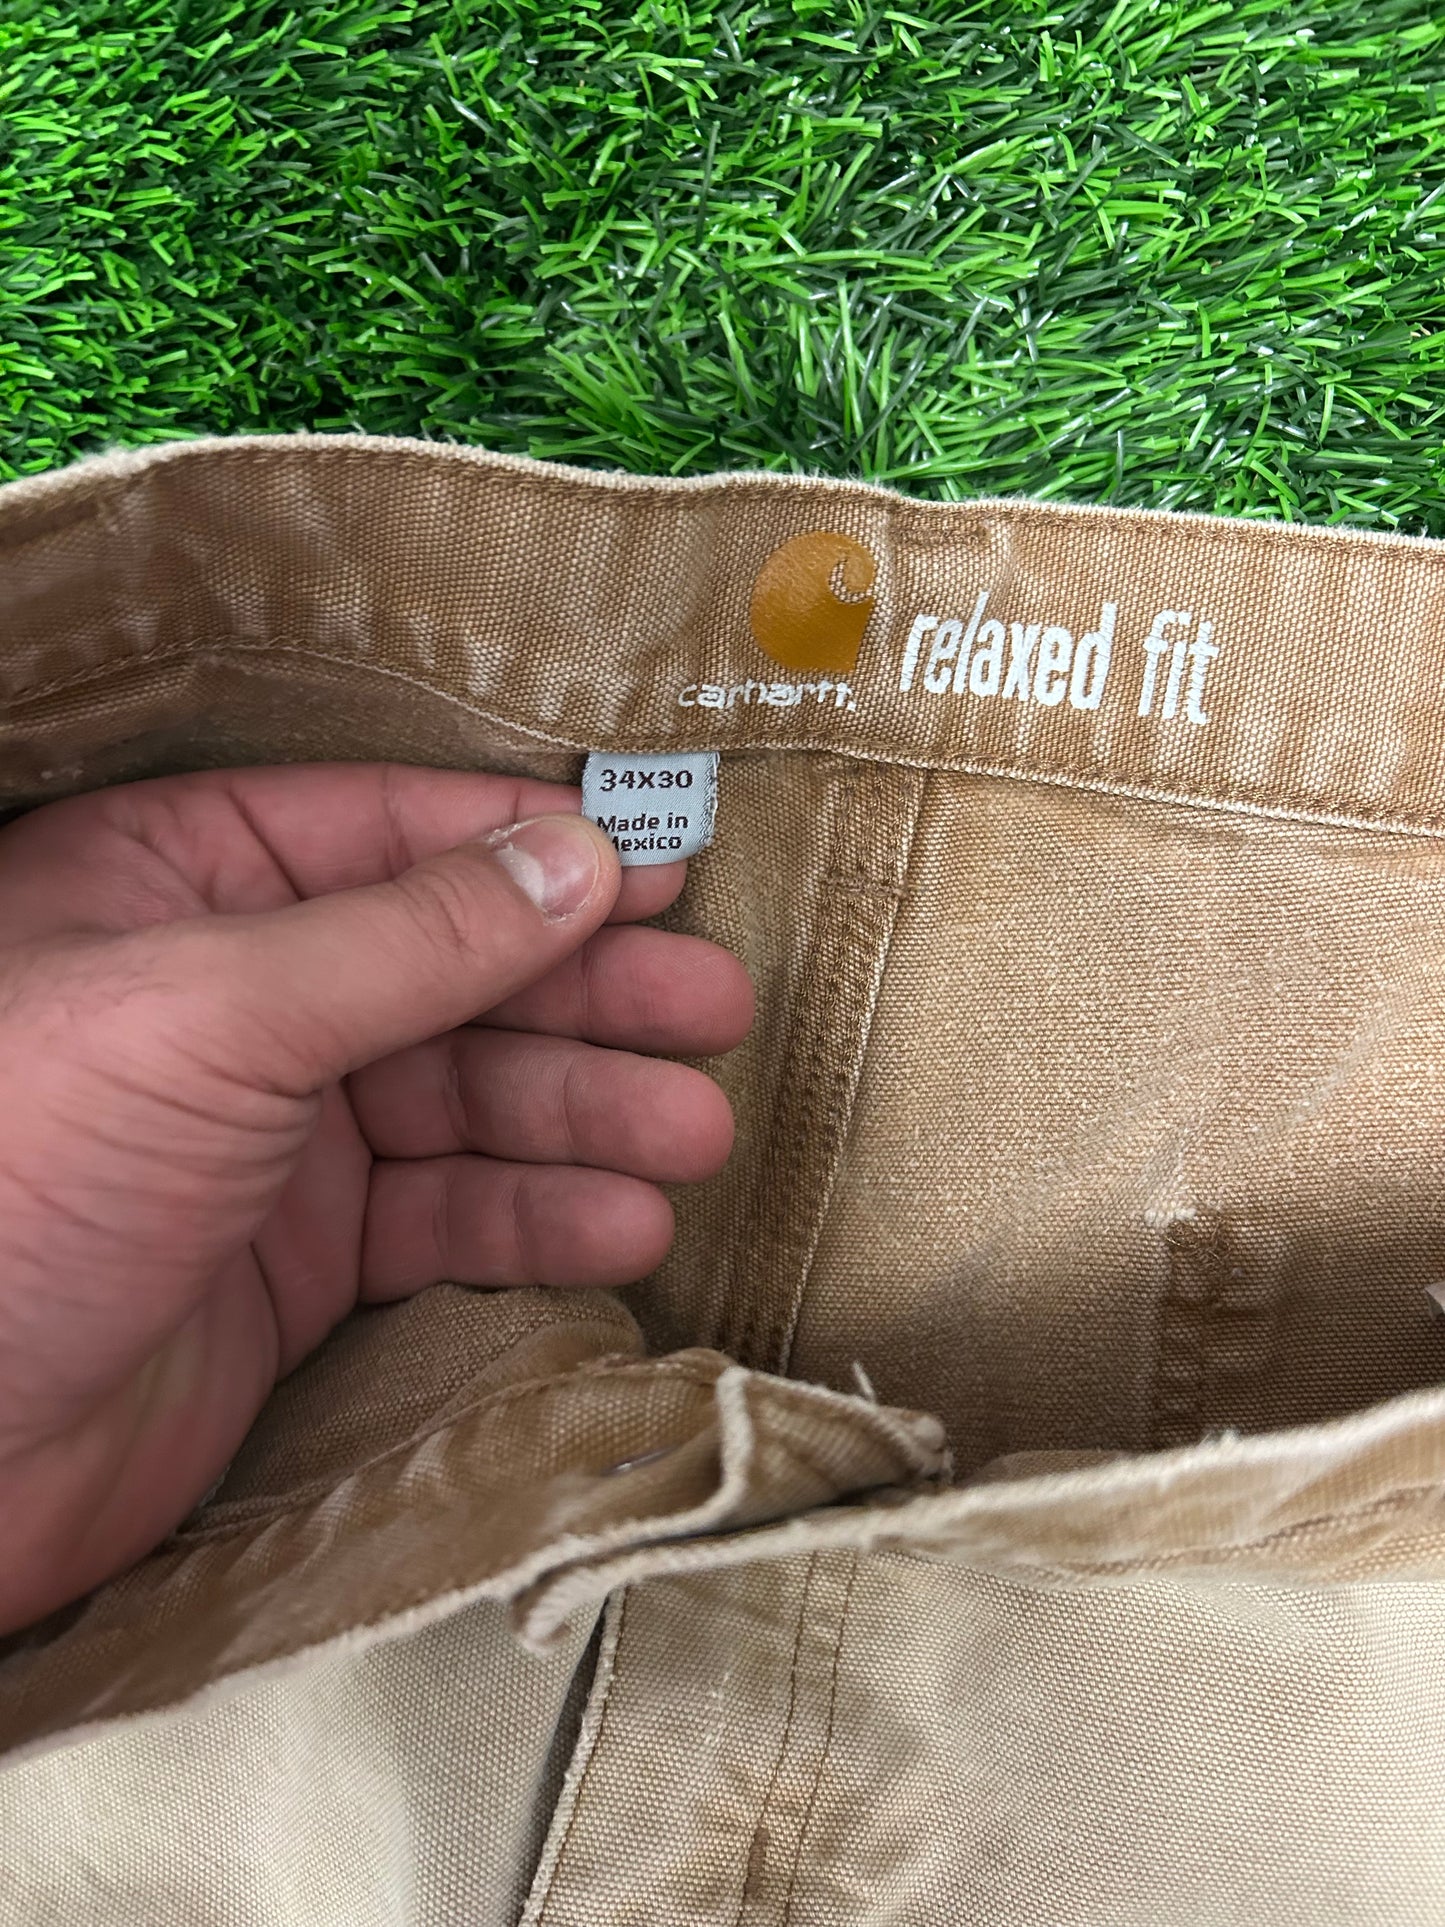 carhartt.
relaxed fit
34X30
Made in
Mexico